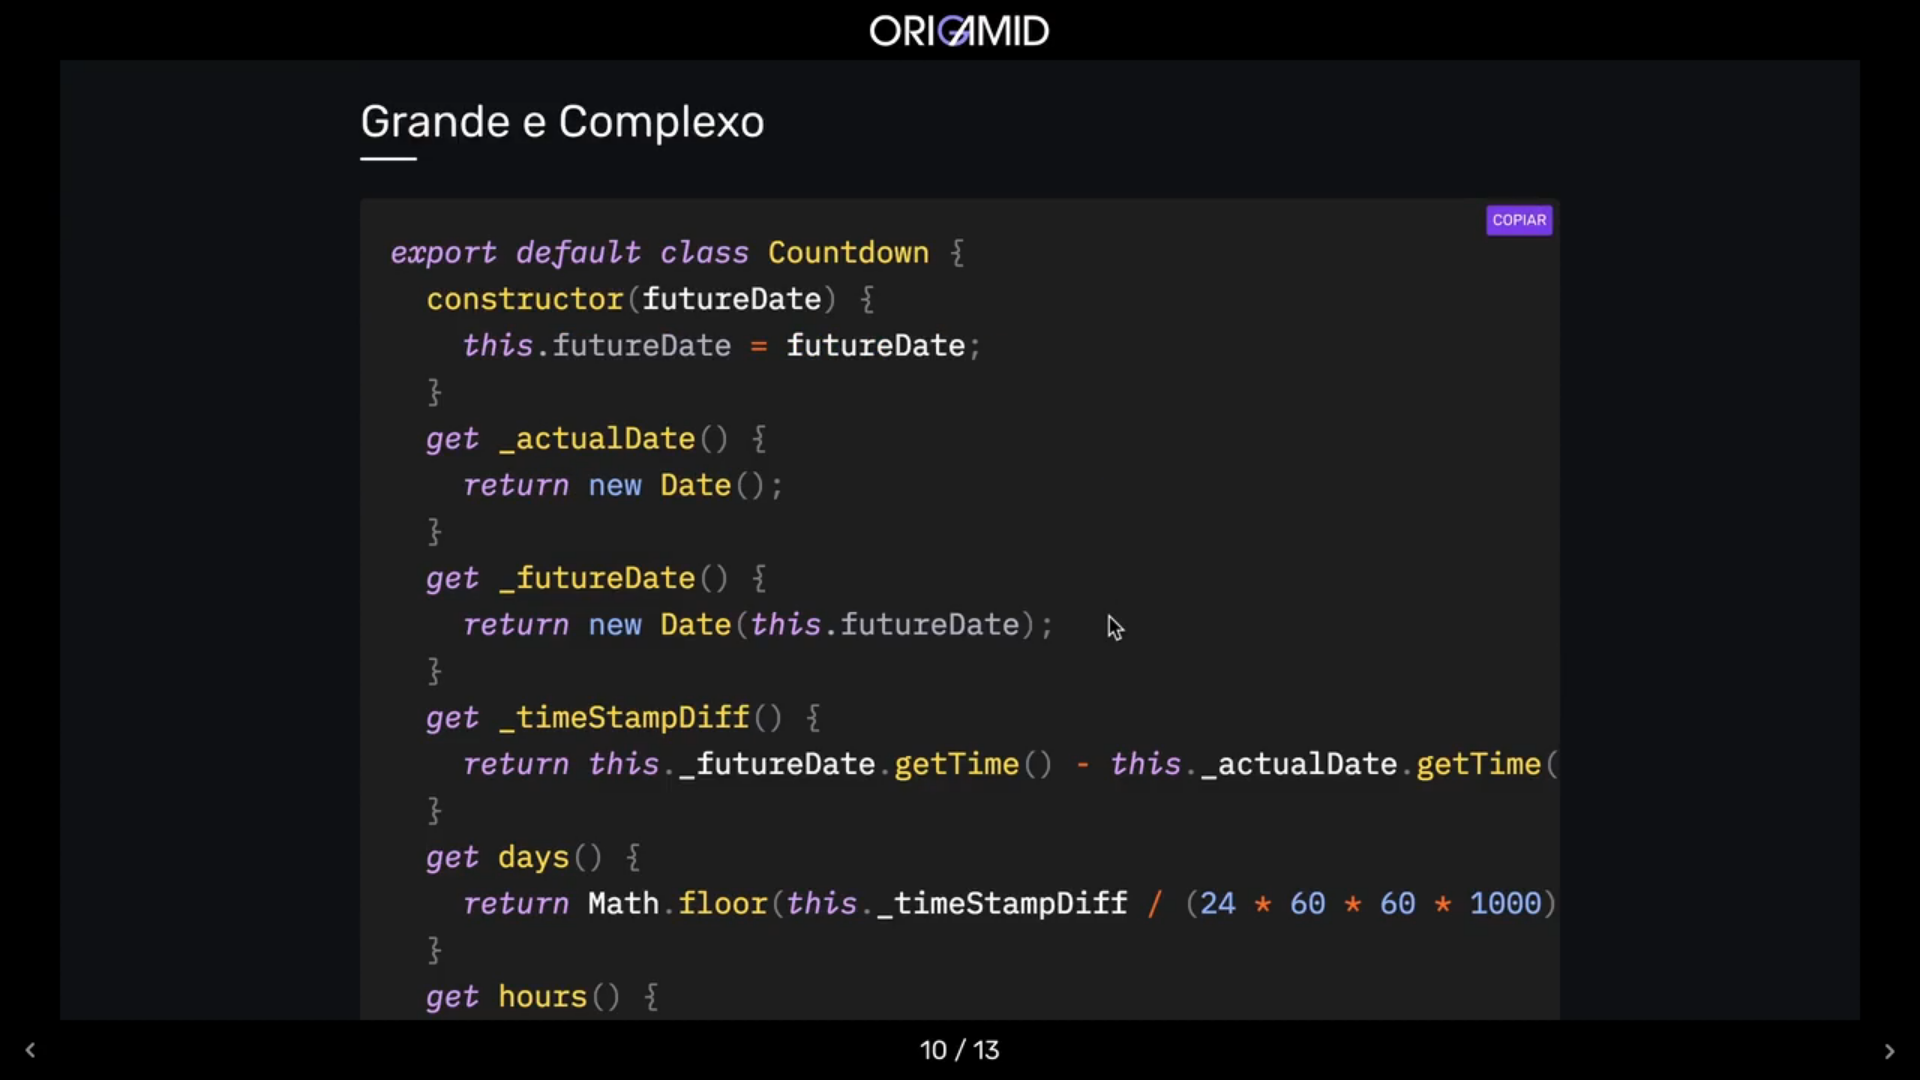 ORIGAMID
Grande e Complexo
COPIAR
export default class Countdown {
  constructor(futureDate) {
    this.futureDate = futureDate;
  }
  get _actualDate() {
    return new Date();
  }
  get _futureDate() {
    return new Date(this.futureDate);
  }
  get _timeStampDiff() {
    return this._futureDate.getTime() - this._actualDate.getTime(
  }
  get days() {
    return Math.floor(this._timeStampDiff / (24 * 60 * 60 * 1000)
  }
  get hours() {
10 / 13